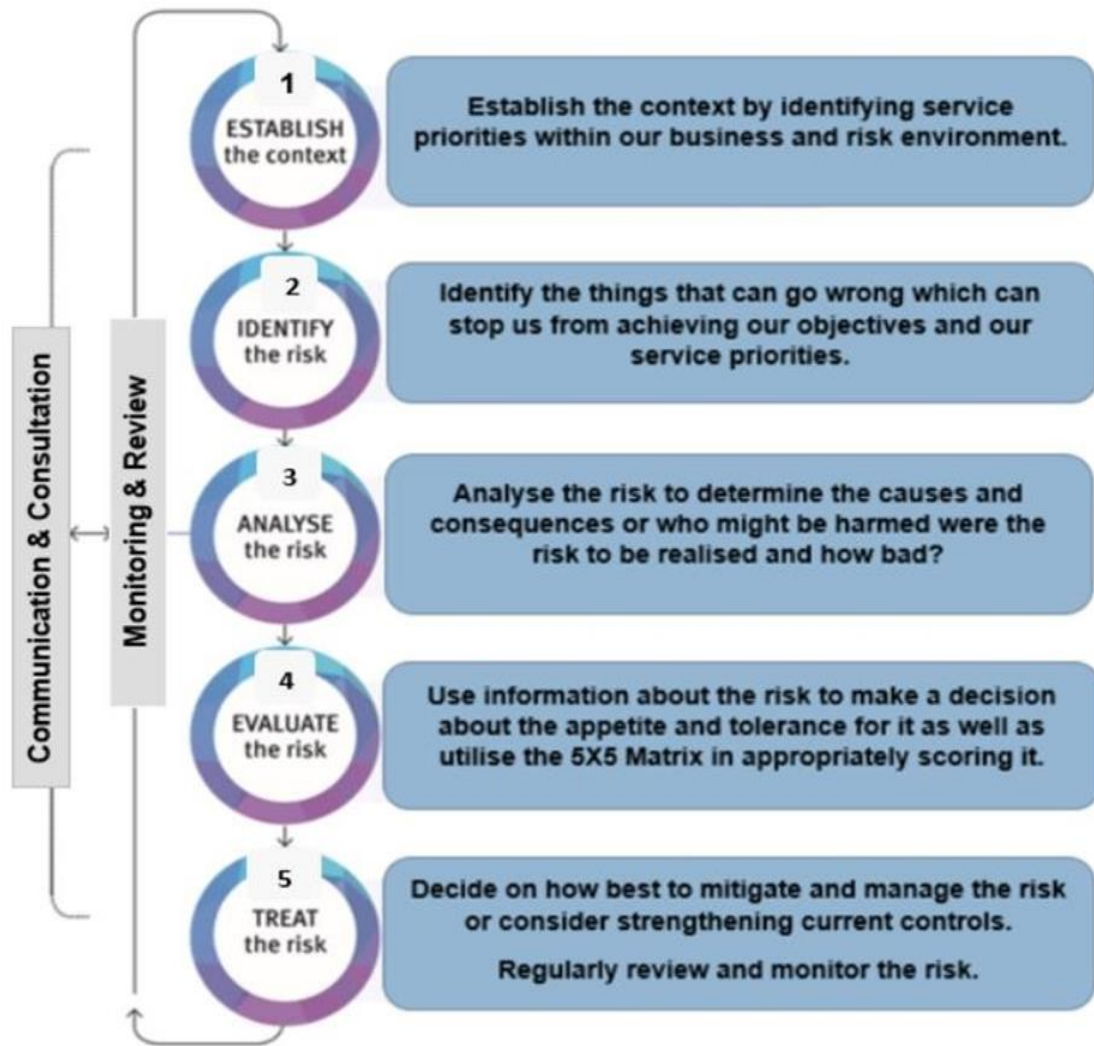 Communication & Consultation
Monitoring & Review
1
ESTABLISH
the context
Establish the context by identifying service
priorities within our business and risk environment.
2
IDENTIFY
the risk
Identify the things that can go wrong which can
stop us from achieving our objectives and our
service priorities.
3
ANALYSE
the risk
Analyse the risk to determine the causes and
consequences or who might be harmed were the
risk to be realised and how bad?
4
EVALUATE
the risk
Use information about the risk to make a decision
about the appetite and tolerance for it as well as
utilise the 5X5 Matrix in appropriately scoring it.
5
TREAT
the risk
Decide on how best to mitigate and manage the risk
or consider strengthening current controls.
Regularly review and monitor the risk.